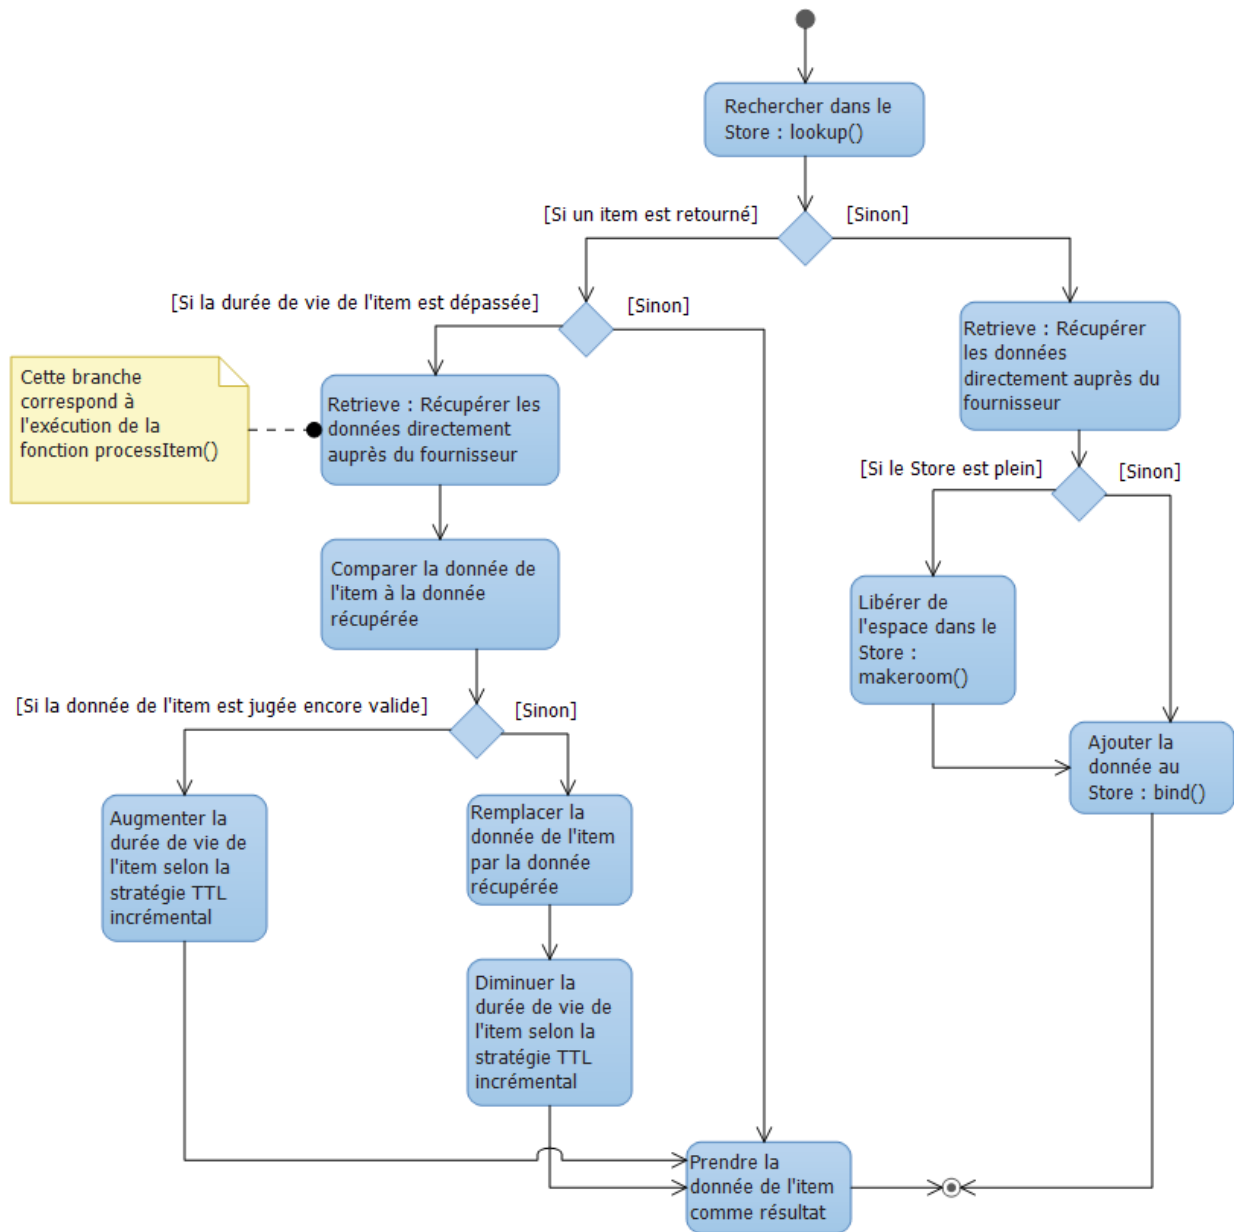 Rechercher dans le
Store : lookup()
[Si un item est retourné]
[Sinon]
[Si la durée de vie de l'item est dépassée]
[Sinon]
Retrieve : Récupérer
les données
directement auprès du
fournisseur
Cette branche
correspond à
l'exécution de la
fonction processItem()
Retrieve : Récupérer les
données directement
auprès du fournisseur
[Si le Store est plein]
[Sinon]
Comparer la donnée de
l'item à la donnée
récupérée
Libérer de
l'espace dans le
Store :
makeroom()
[Si la donnée de l'item est jugée encore valide]
[Sinon]
Ajouter la
donnée au
Store : bind()
Augmenter la
durée de vie de
l'item selon la
stratégie TTL
incrémental
Remplacer la
donnée de l'item
par la donnée
récupérée
Diminuer la
durée de vie de
l'item selon la
stratégie TTL
incrémental
Prendre la
donnée de l'item
comme résultat